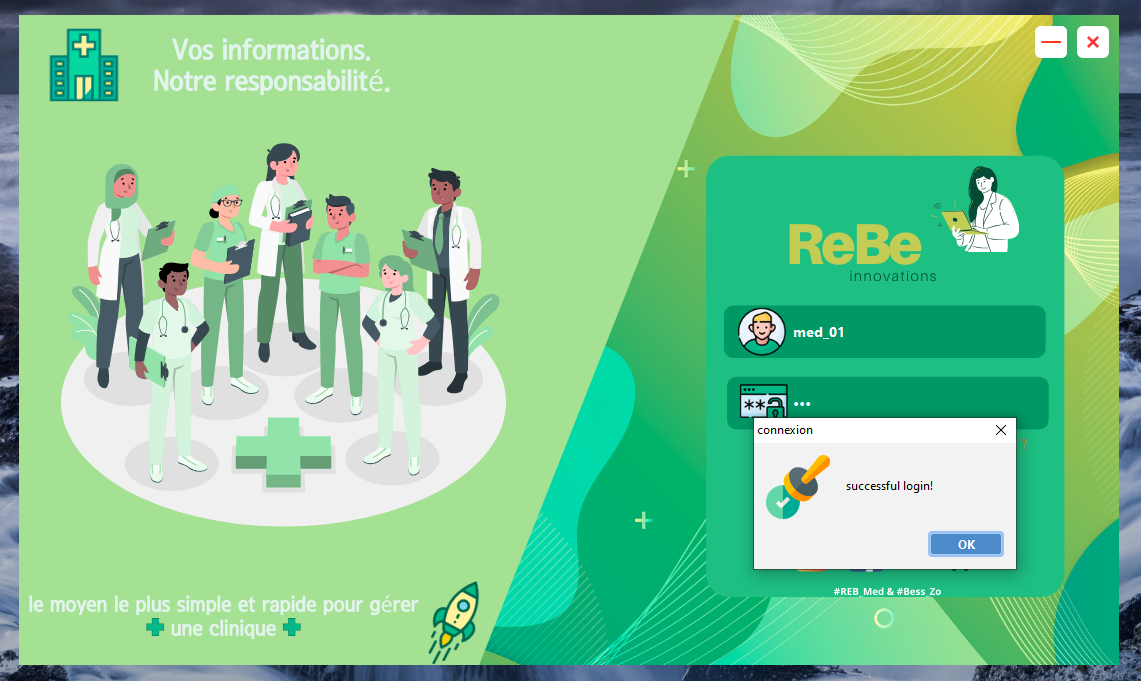 Vos informations.
Notre responsabilité.
ReBe
innovations
med_01
**
•••
?
connexion
successful login!
OK
#REB_Med & #Bess_Zo
le moyen le plus simple et rapide pour gérer
une clinique